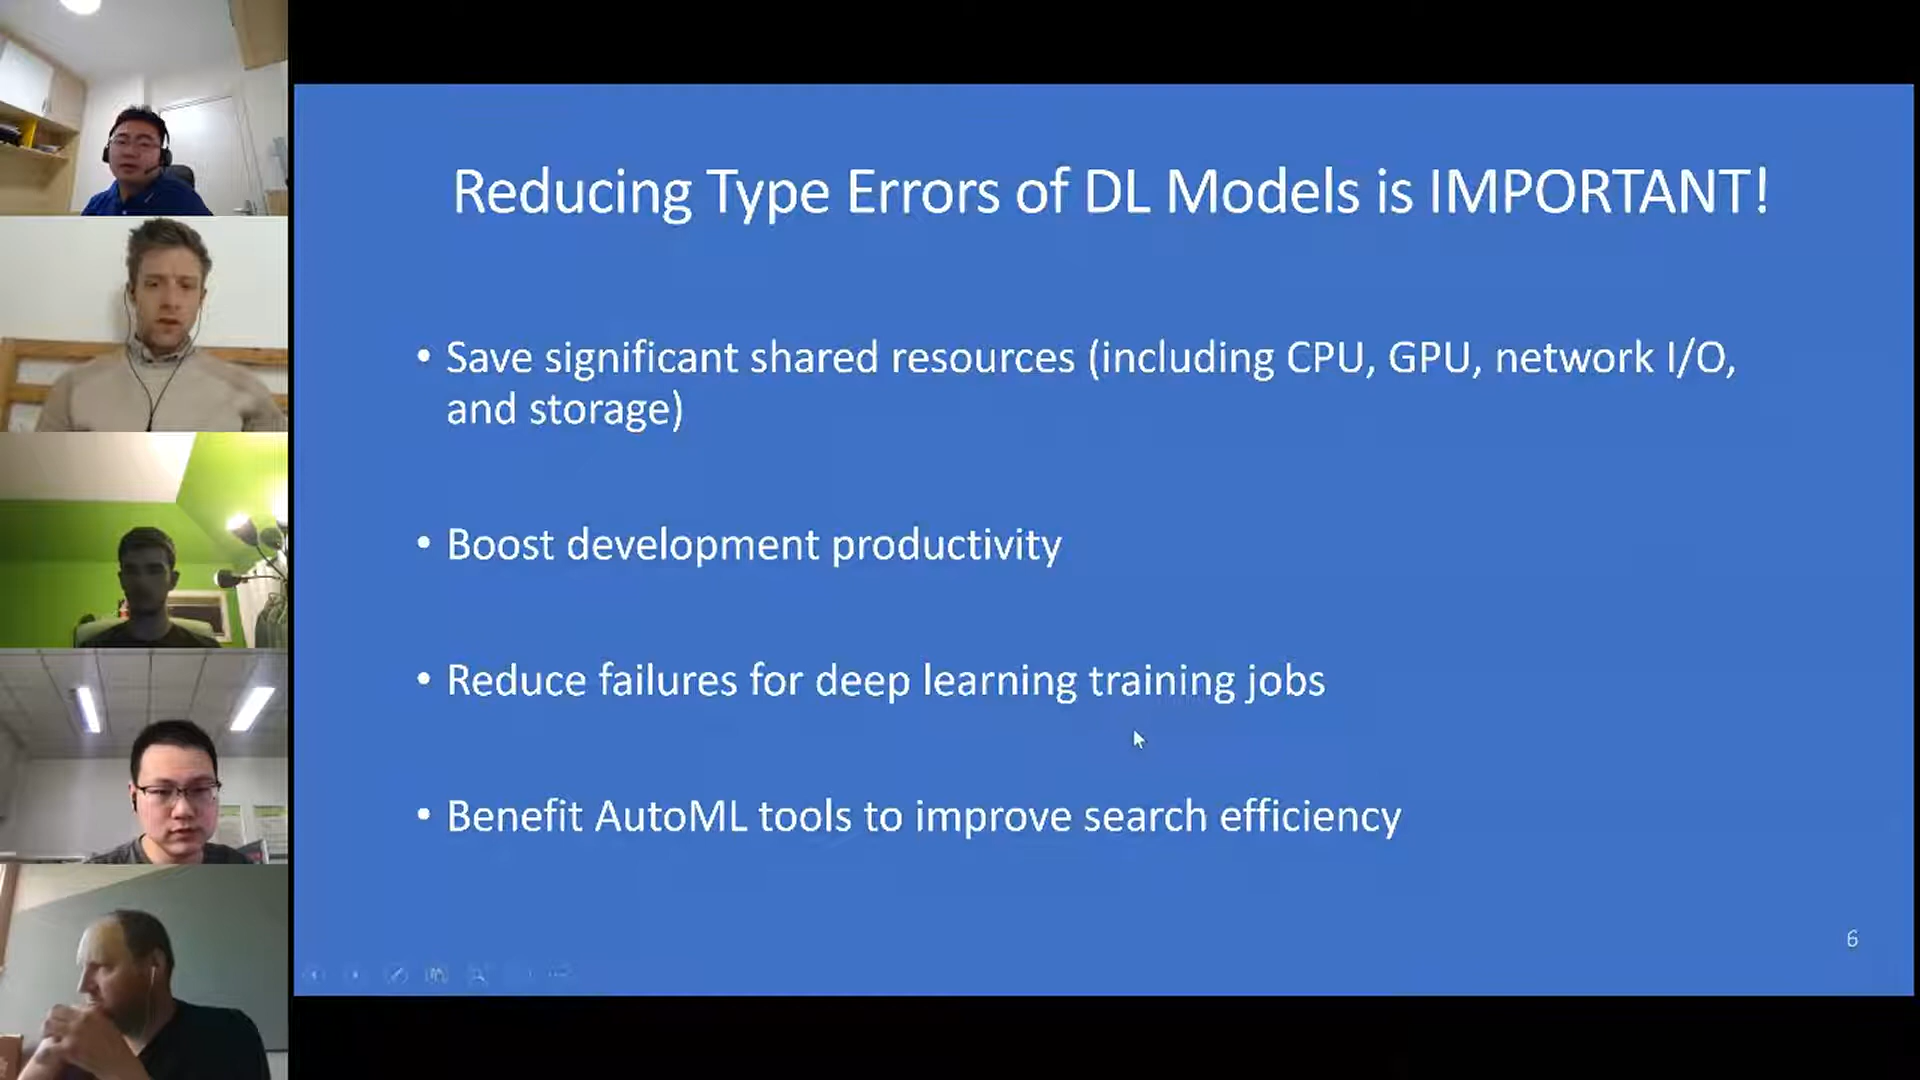 Reducing Type Errors of DL Models is IMPORTANT!
• Save significant shared resources (including CPU, GPU, network I/O,
and storage)
• Boost development productivity
• Reduce failures for deep learning training jobs
• Benefit AutoML tools to improve search efficiency
6